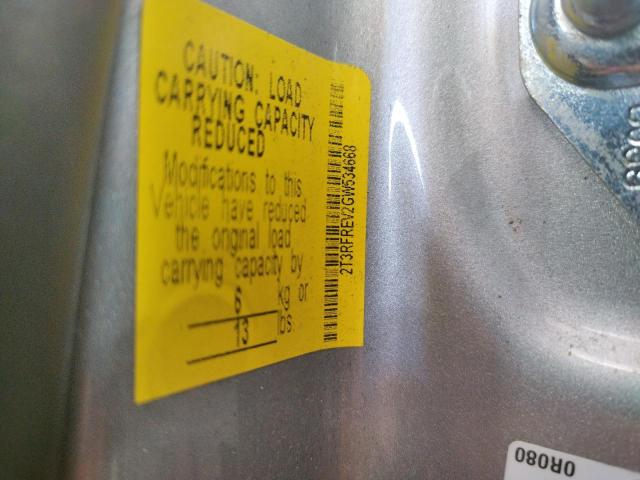 CAUTION: LOAD
CARRYING CAPACITY
REDUCED
Modifications to this
Vehicle have reduced
the original load
carrying capacity by
6 kg or
13 lbs.
2T3RFREV2GW534668
0R080